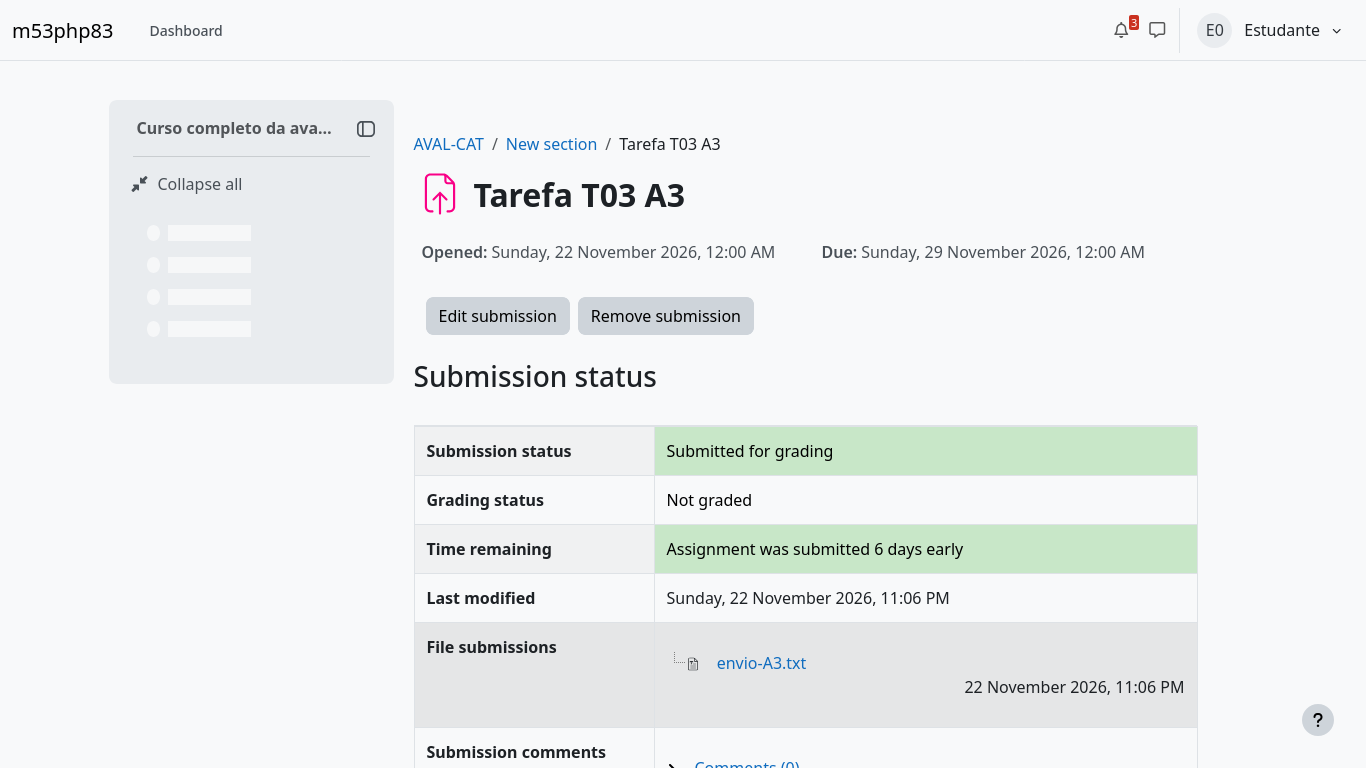 m53php83
Dashboard
3
E0
Estudante
Curso completo da ava...
Collapse all
AVAL-CAT / New section / Tarefa T03 A3
Tarefa T03 A3
Opened: Sunday, 22 November 2026, 12:00 AM
Due: Sunday, 29 November 2026, 12:00 AM
Edit submission
Remove submission
Submission status
Submission status
Submitted for grading
Grading status
Not graded
Time remaining
Assignment was submitted 6 days early
Last modified
Sunday, 22 November 2026, 11:06 PM
File submissions
envio-A3.txt
22 November 2026, 11:06 PM
Submission comments
Comments (0)
?